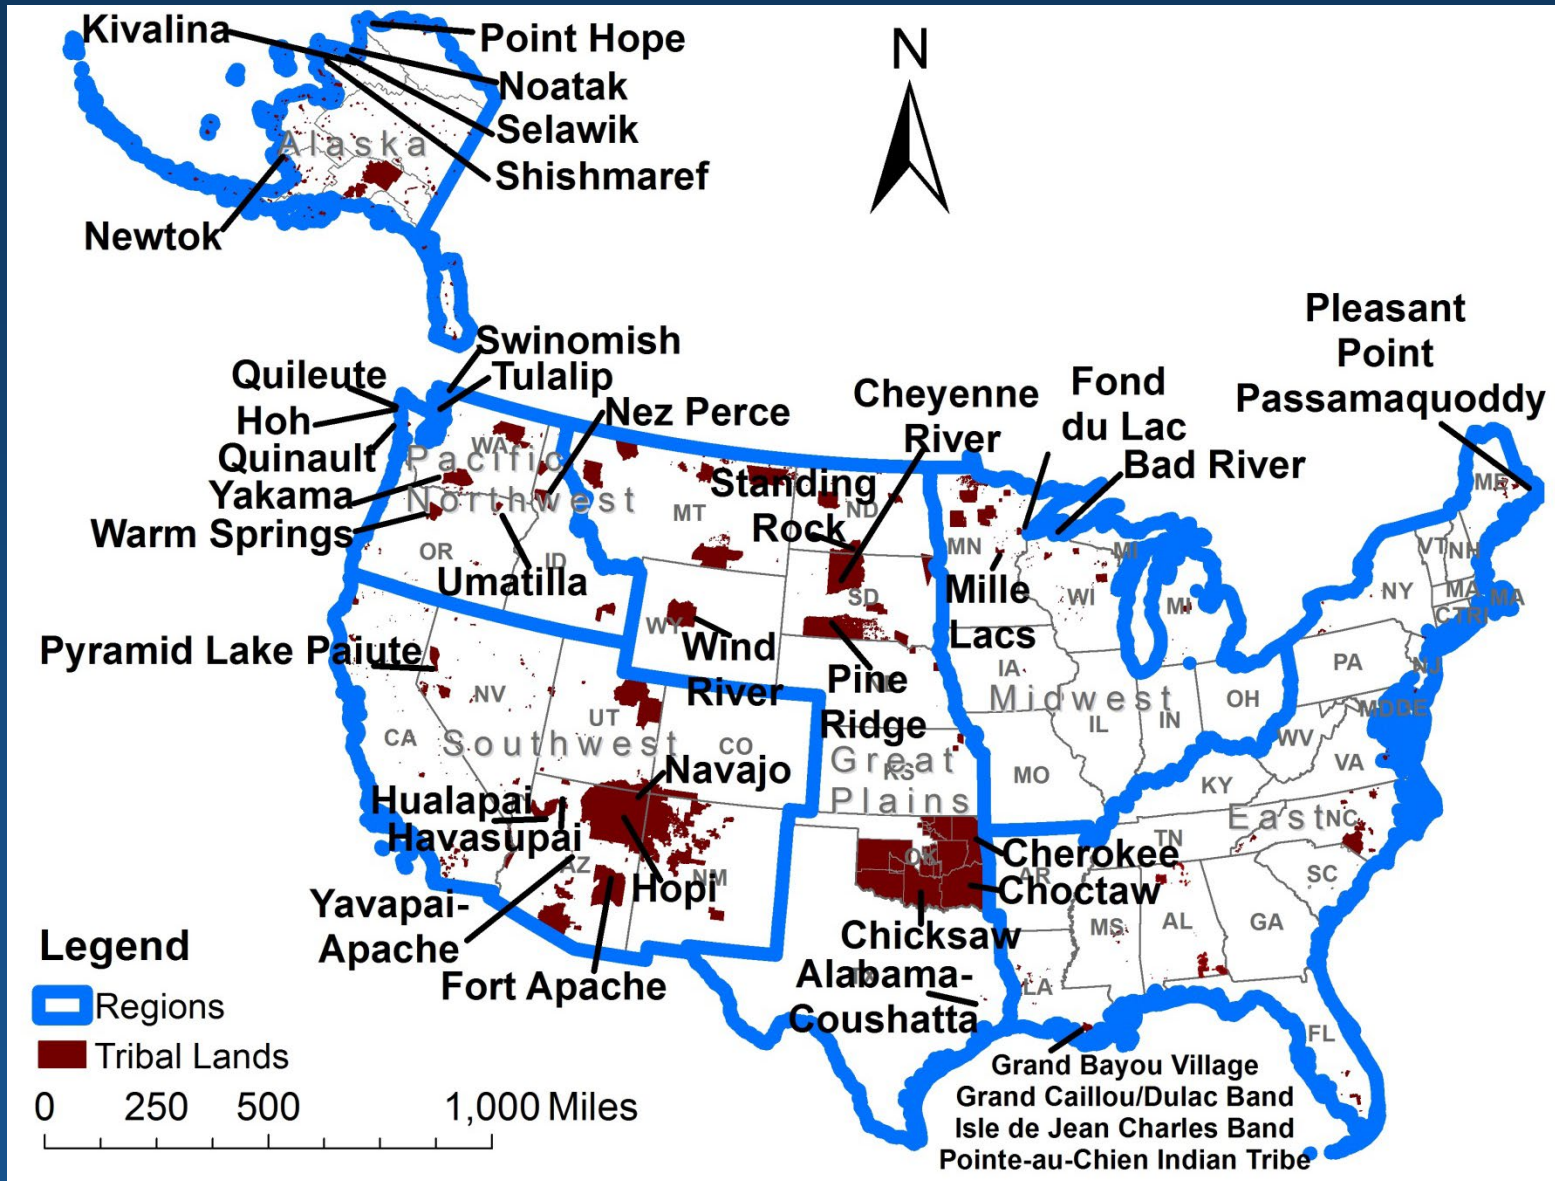 Kivalina
Point Hope
N
Noatak
Selawik
Alaska
Shishmaref
Newtok
Pleasant
Point
Passamaquoddy
Swinomish
Quileute
Tulalip
Hoh
Nez Perce
Cheyenne
River
Fond
du Lac
Bad River
WA
Pacific
Northwest
Quinault
Yakama
Warm Springs
OR
ID
Umatilla
MT
Standing
Rock
ND
MN
SD
Mille
Lacs
WI
MI
MI
ME
VT
NH
NY
MA
MA
CT
RI
WY
Wind
River
Pine
Ridge
NE
IA
Midwest
IL
IN
OH
PA
NJ
MD
DE
Pyramid Lake Paiute
NV
UT
CA
Southwest
CO
Great
KS
Plains
MO
WV
VA
KY
East
NC
TN
SC
Navajo
Hualapai
Havasupai
AZ
NM
Hopi
OK
Cherokee
AR
Choctaw
MS
AL
GA
Yavapai-
Apache
Fort Apache
Chicksaw
TX
Alabama-
Coushatta
LA
FL
Grand Bayou Village
Grand Caillou/Dulac Band
Isle de Jean Charles Band
Pointe-au-Chien Indian Tribe
Legend
Regions
Tribal Lands
0 250 500 1,000 Miles